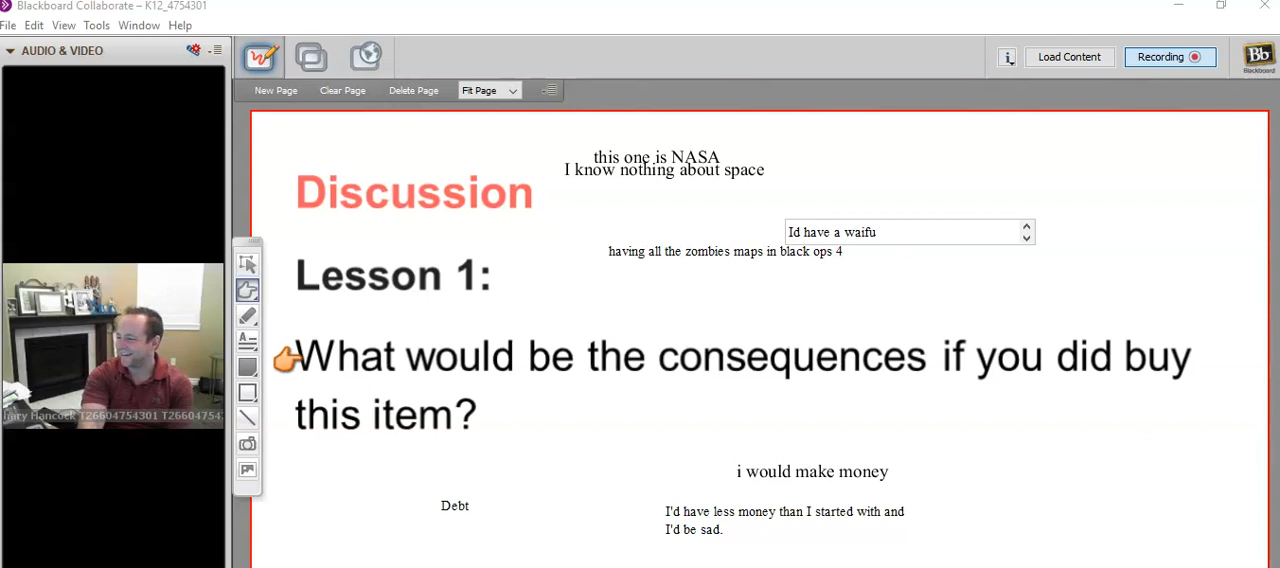 Blackboard Collaborate – K12_4754301
File Edit View Tools Window Help
AUDIO & VIDEO
i Load Content Recording Bb
Blackboard
New Page Clear Page Delete Page Fit Page
this one is NASA
I know nothing about space
Discussion
Id have a waifu
having all the zombies maps in black ops 4
Lesson 1:
What would be the consequences if you did buy
this item?
Hancock T26604754301 T2660475
i would make money
Debt
I'd have less money than I started with and
I'd be sad.